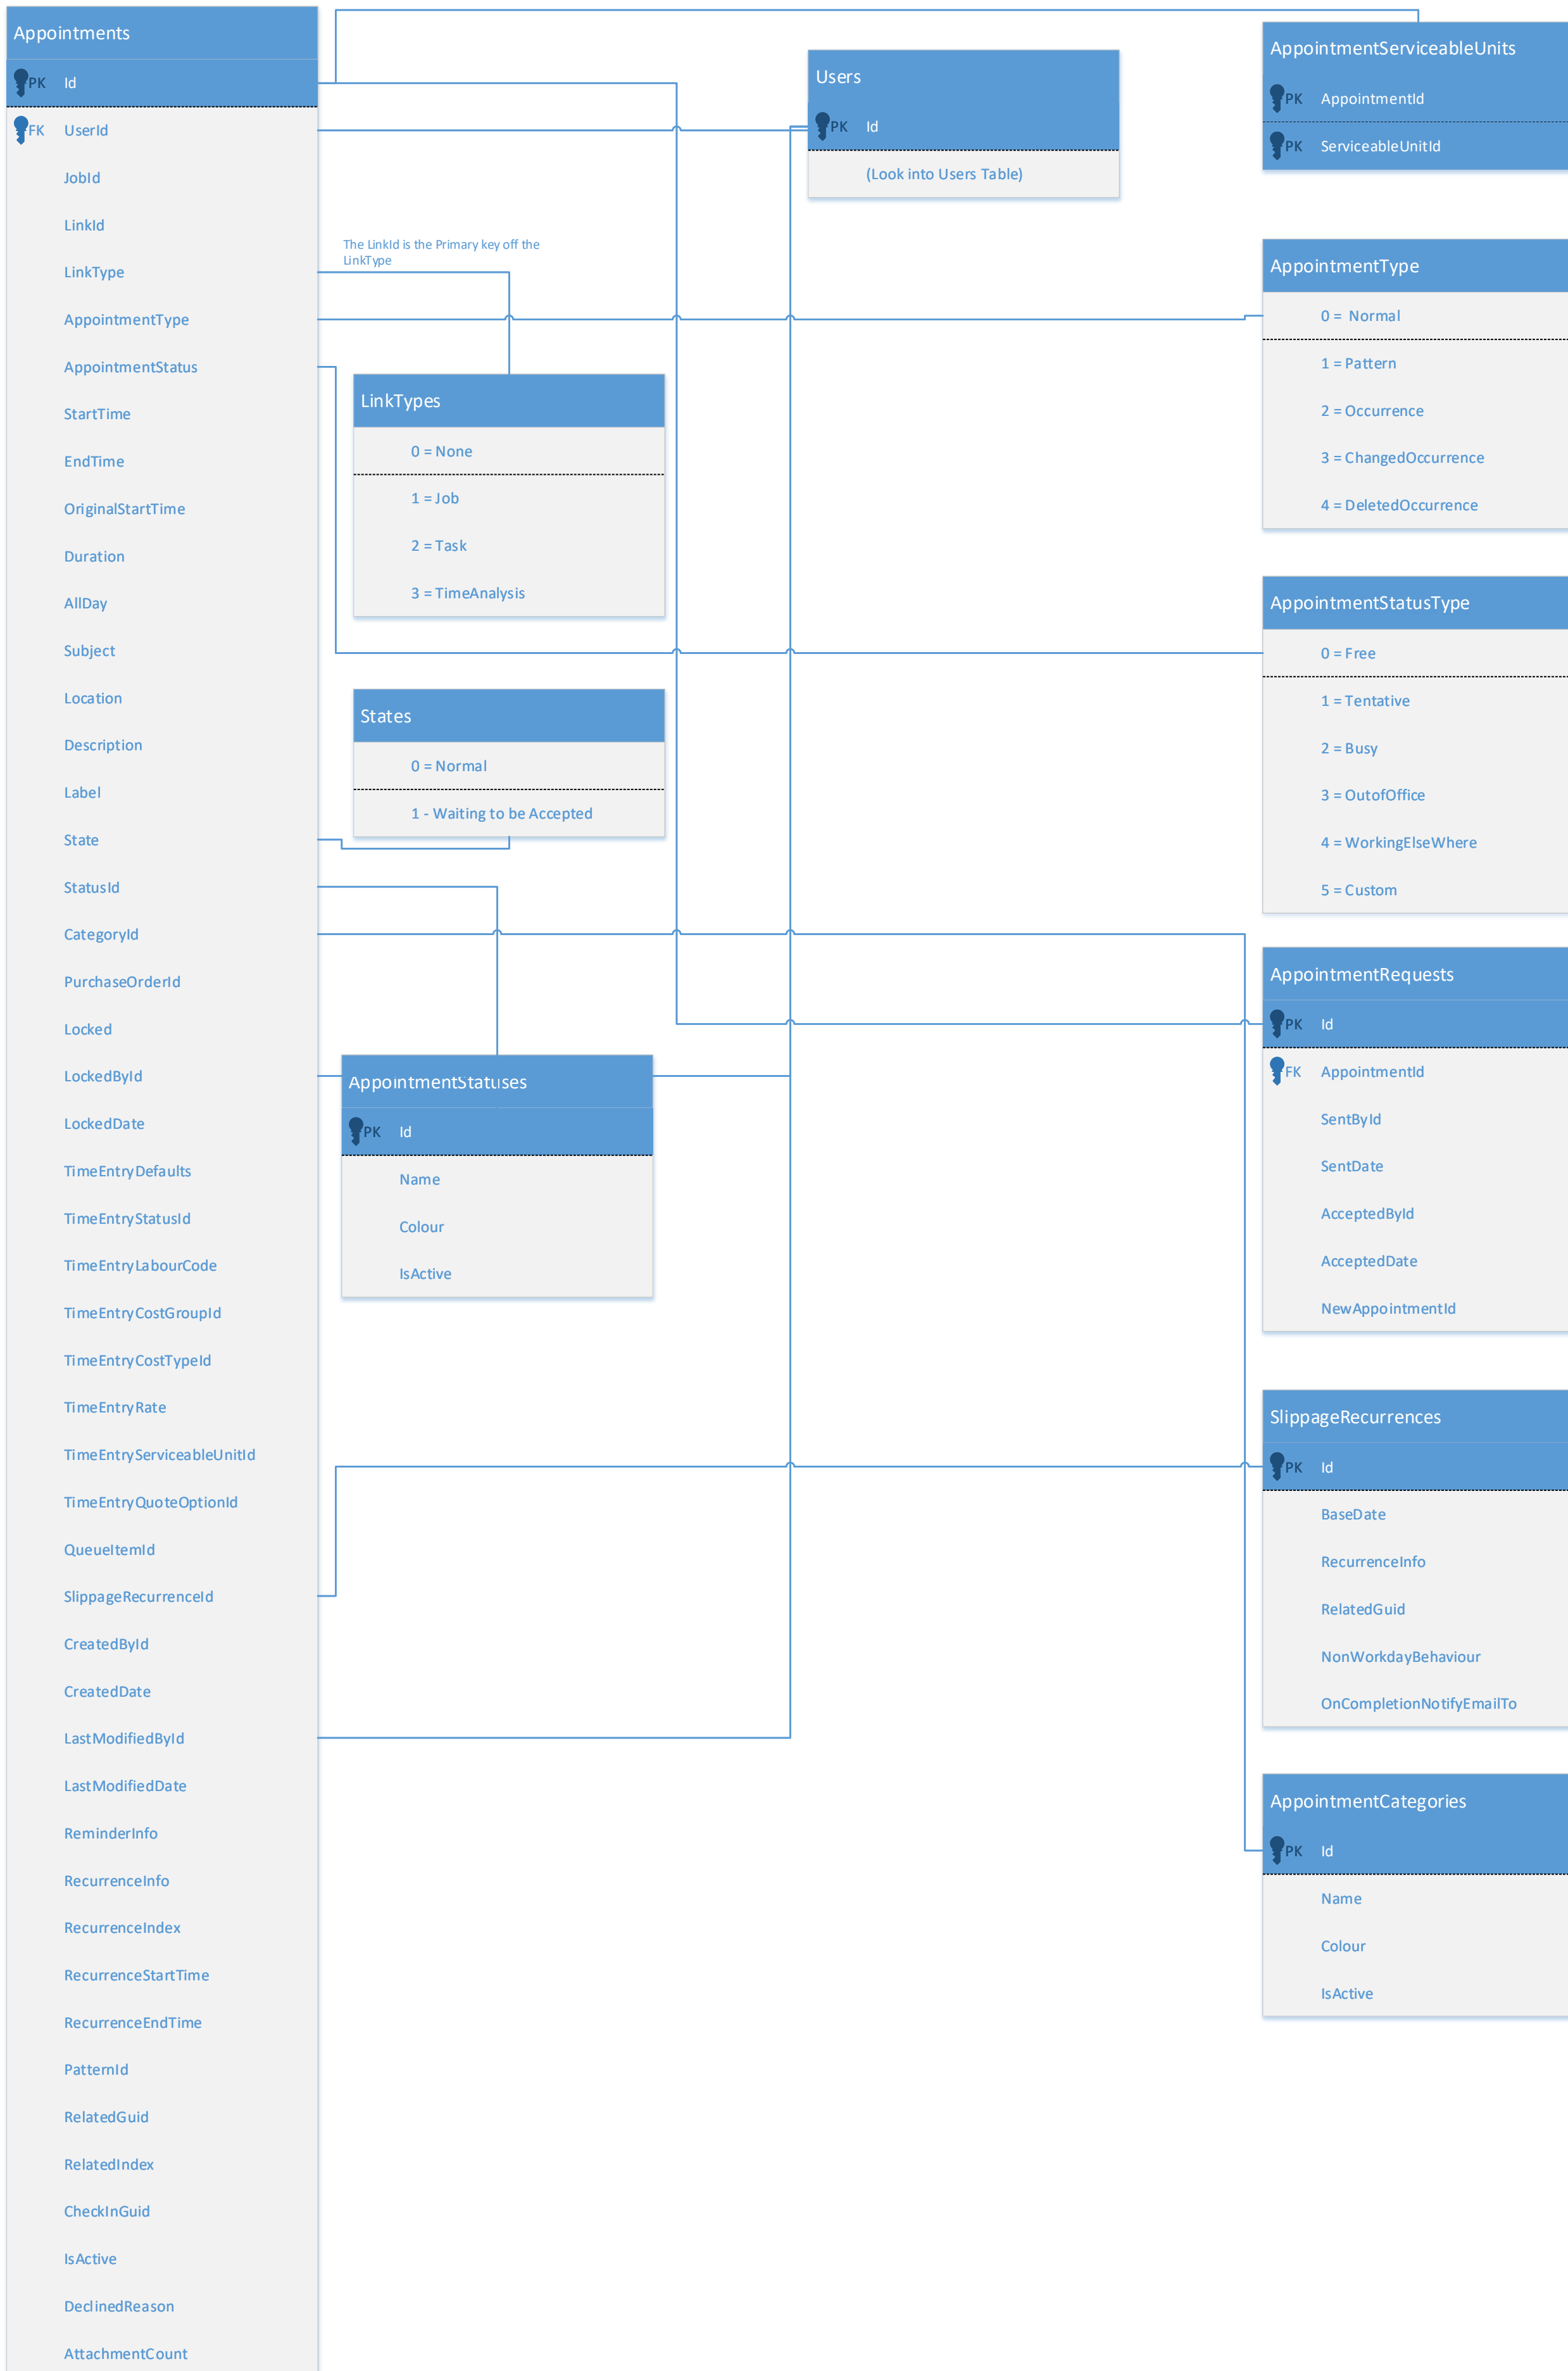 Appointments
PK Id
FK UserId
JobId
LinkId
LinkType
AppointmentType
AppointmentStatus
StartTime
EndTime
OriginalStartTime
Duration
AllDay
Subject
Location
Description
Label
State
StatusId
CategoryId
PurchaseOrderId
Locked
LockedById
LockedDate
TimeEntryDefaults
TimeEntryStatusId
TimeEntryLabourCode
TimeEntryCostGroupId
TimeEntryCostTypeId
TimeEntryRate
TimeEntryServiceableUnitId
TimeEntryQuoteOptionId
QueueItemId
SlippageRecurrenceId
CreatedById
CreatedDate
LastModifiedById
LastModifiedDate
ReminderInfo
RecurrenceInfo
RecurrenceIndex
RecurrenceStartTime
RecurrenceEndTime
PatternId
RelatedGuid
RelatedIndex
CheckInGuid
IsActive
DeclinedReason
AttachmentCount
The LinkId is the Primary key off the
LinkType
LinkTypes
0 = None
1 = Job
2 = Task
3 = TimeAnalysis
States
0 = Normal
1 - Waiting to be Accepted
AppointmentStatuses
PK Id
Name
Colour
IsActive
Users
PK Id
(Look into Users Table)
AppointmentServiceableUnits
PK AppointmentId
PK ServiceableUnitId
AppointmentType
0 = Normal
1 = Pattern
2 = Occurrence
3 = ChangedOccurrence
4 = DeletedOccurrence
AppointmentStatusType
0 = Free
1 = Tentative
2 = Busy
3 = OutofOffice
4 = WorkingElseWhere
5 = Custom
AppointmentRequests
PK Id
FK AppointmentId
SentById
SentDate
AcceptedById
AcceptedDate
NewAppointmentId
SlippageRecurrences
PK Id
BaseDate
RecurrenceInfo
RelatedGuid
NonWorkdayBehaviour
OnCompletionNotifyEmailTo
AppointmentCategories
PK Id
Name
Colour
IsActive